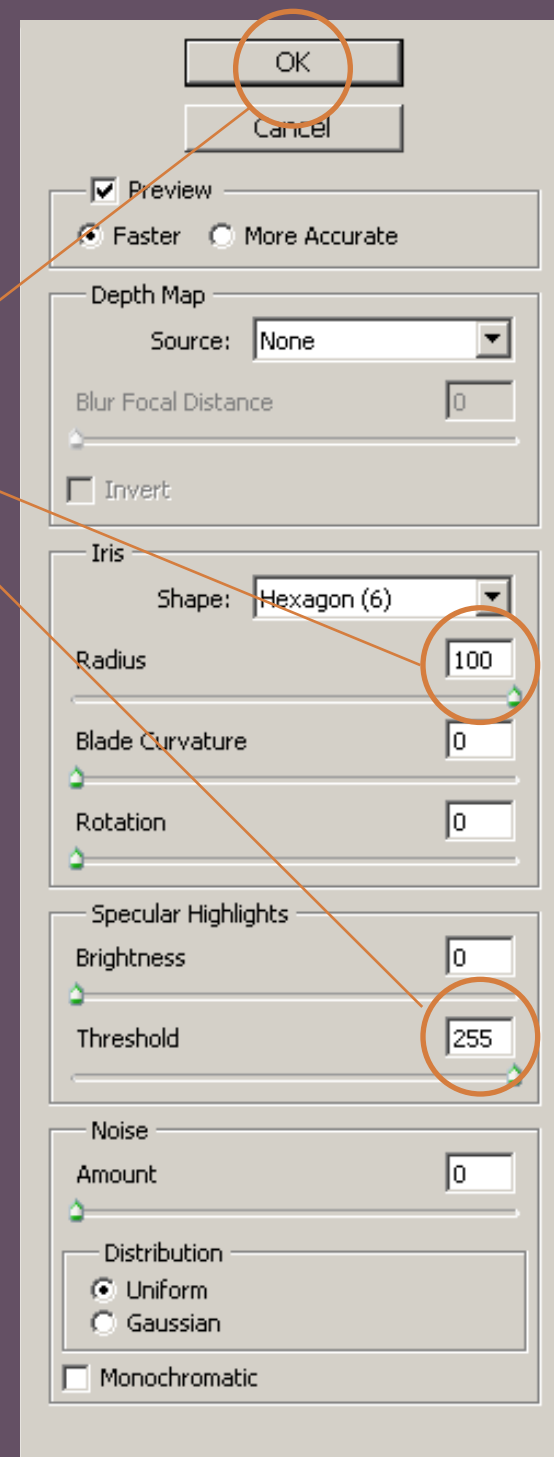 OK
Cancel
Preview
Faster More Accurate
Depth Map
Source: None
Blur Focal Distance 0
Invert
Iris
Shape: Hexagon (6)
Radius 100
Blade Curvature 0
Rotation 0
Specular Highlights
Brightness 0
Threshold 255
Noise
Amount 0
Distribution
Uniform
Gaussian
Monochromatic